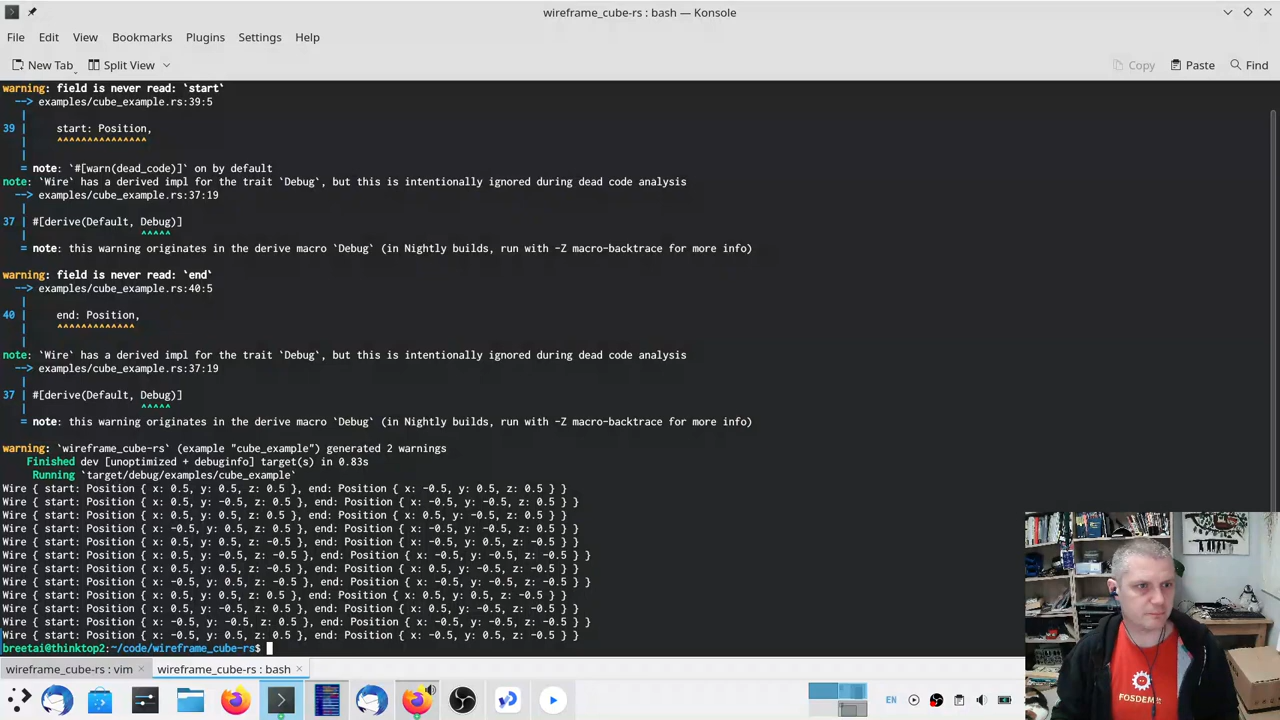 wireframe_cube-rs : bash — Konsole
File Edit View Bookmarks Plugins Settings Help
New Tab Split View Copy Paste Find
warning: field is never read: `start`
--> examples/cube_example.rs:39:5
|
39 | start: Position,
| ^^^^^^^^^^^^^^^
|
= note: `#[warn(dead_code)]` on by default
note: `Wire` has a derived impl for the trait `Debug`, but this is intentionally ignored during dead code analysis
--> examples/cube_example.rs:37:19
|
37 | #[derive(Default, Debug)]
| ^^^^^
= note: this warning originates in the derive macro `Debug` (in Nightly builds, run with -Z macro-backtrace for more info)
warning: field is never read: `end`
--> examples/cube_example.rs:40:5
|
40 | end: Position,
| ^^^^^^^^^^^^^
|
note: `Wire` has a derived impl for the trait `Debug`, but this is intentionally ignored during dead code analysis
--> examples/cube_example.rs:37:19
|
37 | #[derive(Default, Debug)]
| ^^^^^
= note: this warning originates in the derive macro `Debug` (in Nightly builds, run with -Z macro-backtrace for more info)
warning: `wireframe_cube-rs` (example "cube_example") generated 2 warnings
Finished dev [unoptimized + debuginfo] target(s) in 0.83s
Running `target/debug/examples/cube_example`
Wire { start: Position { x: 0.5, y: 0.5, z: 0.5 }, end: Position { x: -0.5, y: 0.5, z: 0.5 } }
Wire { start: Position { x: 0.5, y: 0.5, z: 0.5 }, end: Position { x: -0.5, y: -0.5, z: 0.5 } }
Wire { start: Position { x: 0.5, y: 0.5, z: 0.5 }, end: Position { x: 0.5, y: -0.5, z: 0.5 } }
Wire { start: Position { x: -0.5, y: 0.5, z: 0.5 }, end: Position { x: -0.5, y: -0.5, z: 0.5 } }
Wire { start: Position { x: 0.5, y: 0.5, z: -0.5 }, end: Position { x: -0.5, y: 0.5, z: -0.5 } }
Wire { start: Position { x: 0.5, y: -0.5, z: -0.5 }, end: Position { x: -0.5, y: -0.5, z: -0.5 } }
Wire { start: Position { x: 0.5, y: 0.5, z: -0.5 }, end: Position { x: 0.5, y: -0.5, z: -0.5 } }
Wire { start: Position { x: -0.5, y: 0.5, z: -0.5 }, end: Position { x: -0.5, y: -0.5, z: -0.5 } }
Wire { start: Position { x: 0.5, y: -0.5, z: 0.5 }, end: Position { x: 0.5, y: -0.5, z: -0.5 } }
Wire { start: Position { x: 0.5, y: 0.5, z: 0.5 }, end: Position { x: 0.5, y: 0.5, z: -0.5 } }
Wire { start: Position { x: -0.5, y: -0.5, z: 0.5 }, end: Position { x: -0.5, y: -0.5, z: -0.5 } }
Wire { start: Position { x: -0.5, y: 0.5, z: 0.5 }, end: Position { x: -0.5, y: 0.5, z: -0.5 } }
breetai@thinktop2:~/code/wireframe_cube-rs$
wireframe_cube-rs : vim wireframe_cube-rs : bash
EN
FOSDEM